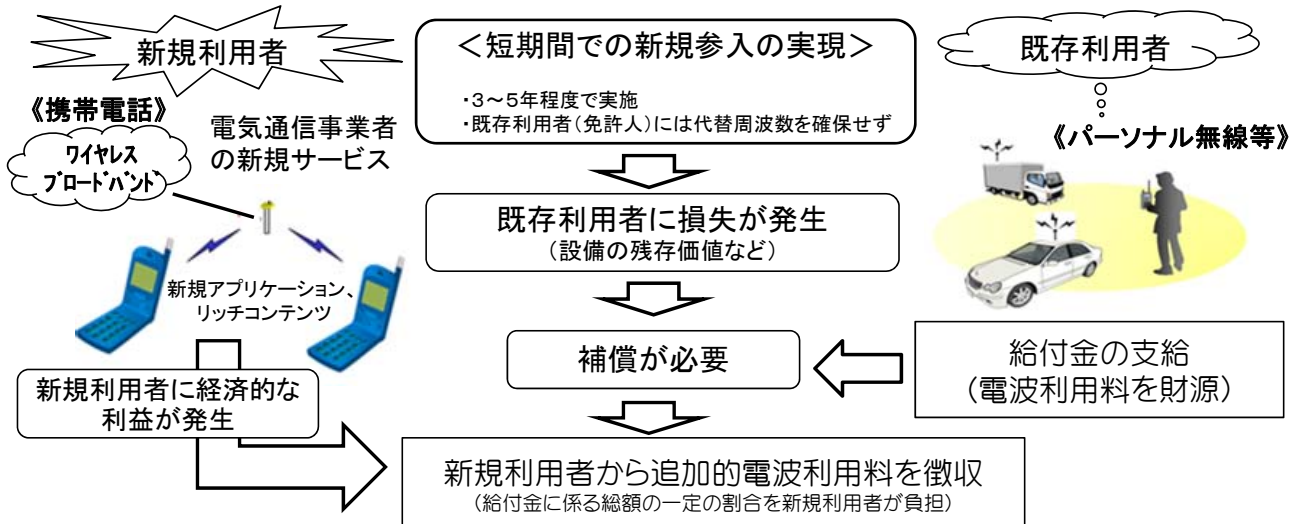 新規利用者
《携帯電話》
ワイヤレス
ブロードバンド
電気通信事業者
の新規サービス
新規アプリケーション、
リッチコンテンツ
新規利用者に経済的な
利益が発生
＜短期間での新規参入の実現＞
・３～５年程度で実施
・既存利用者（免許人）には代替周波数を確保せず
既存利用者に損失が発生
（設備の残存価値など）
補償が必要
新規利用者から追加的電波利用料を徴収
（給付金に係る総額の一定の割合を新規利用者が負担）
既存利用者
《パーソナル無線等》
給付金の支給
（電波利用料を財源）